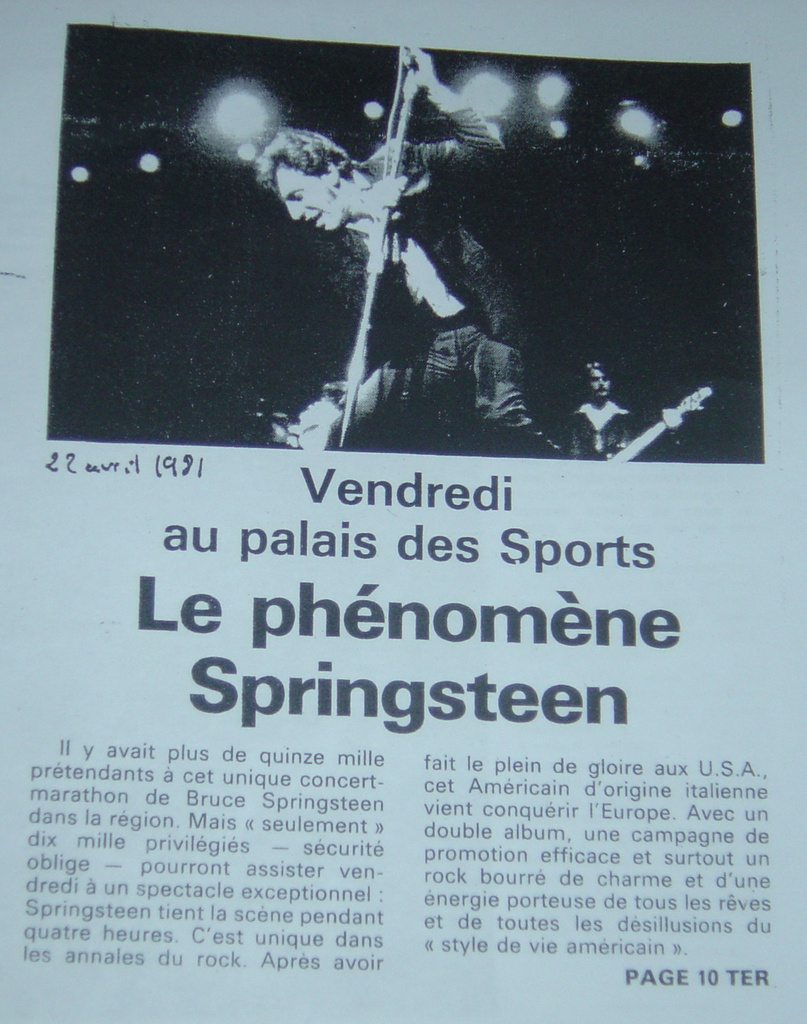 22 avril 1981
Vendredi
au palais des Sports
Le phénomène
Springsteen
Il y avait plus de quinze mille
prétendants à cet unique concert-
marathon de Bruce Springsteen
dans la région. Mais « seulement »
dix mille privilégiés — sécurité
oblige — pourront assister ven-
dredi à un spectacle exceptionnel :
Springsteen tient la scène pendant
quatre heures. C'est unique dans
les annales du rock. Après avoir
fait le plein de gloire aux U.S.A.,
cet Américain d'origine italienne
vient conquérir l'Europe. Avec un
double album, une campagne de
promotion efficace et surtout un
rock bourré de charme et d'une
énergie porteuse de tous les rêves
et de toutes les désillusions du
« style de vie américain ».
PAGE 10 TER